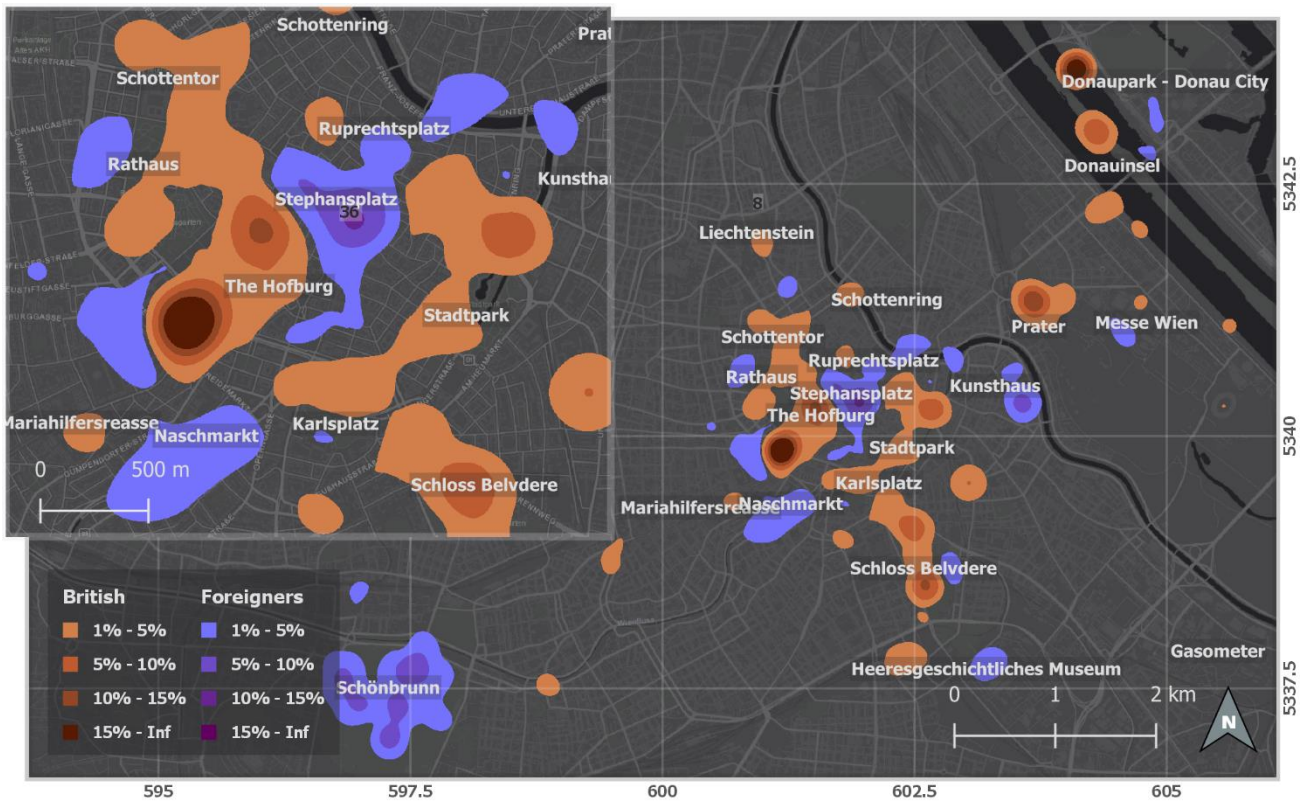 Schottenring
Prat
Schottentor
Ruprechtsplatz
Rathaus
Kunsthau
Stephansplatz
36
The Hofburg
Stadtpark
Mariahilfersreasse
Naschmarkt
Karlsplatz
0 500 m
Schloss Belvdere
Donaupark - Donau City
Donauinsel
8
Liechtenstein
Schottenring
Schottentor
Prater
Messe Wien
Ruprechtsplatz
Rathaus
Kunsthaus
Stephansplatz
The Hofburg
Stadtpark
Karlsplatz
Mariahilfersreasse
Naschmarkt
Schloss Belvdere
Heeresgeschichtliches Museum
Gasometer
Schönbrunn
British Foreigners
1% - 5% 1% - 5%
5% - 10% 5% - 10%
10% - 15% 10% - 15%
15% - Inf 15% - Inf
0 1 2 km
N
5342.5
5340
5337.5
595 597.5 600 602.5 605